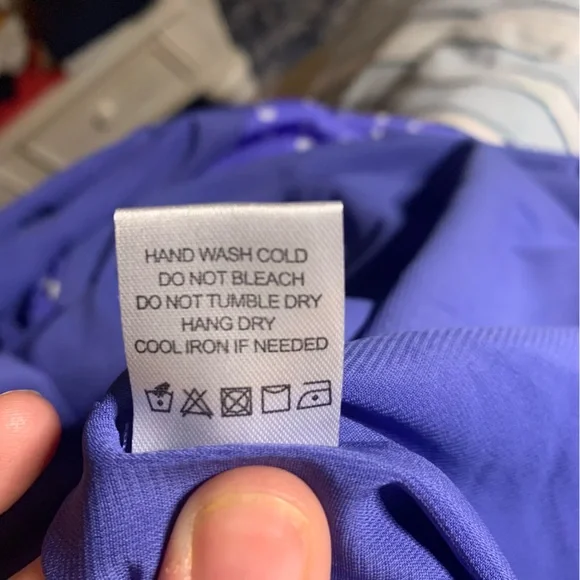 HAND WASH COLD
DO NOT BLEACH
DO NOT TUMBLE DRY
HANG DRY
COOL IRON IF NEEDED